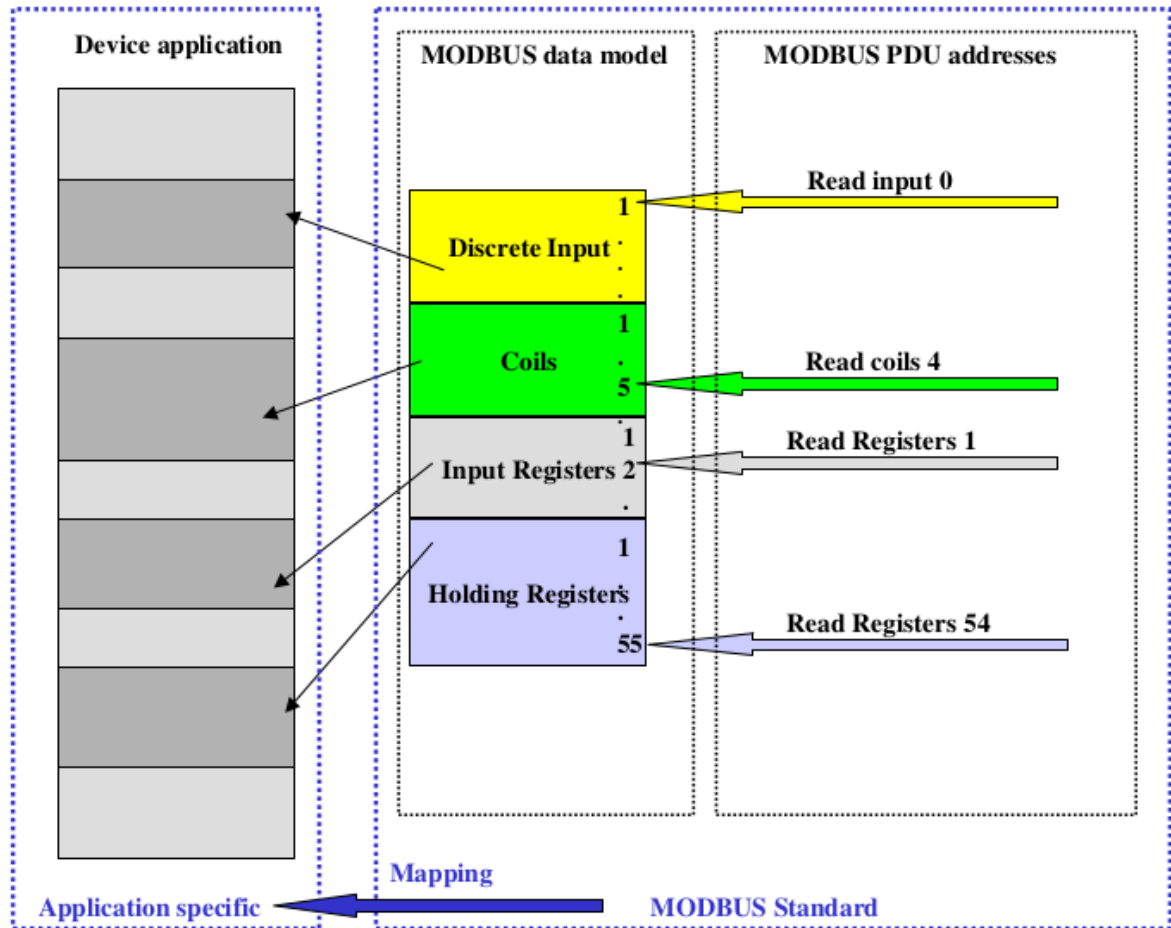 Device application
MODBUS data model
MODBUS PDU addresses
Read input 0
1
Discrete Input
.
.
.
1
Read coils 4
Coils
.
5
.
Read Registers 1
1
Input Registers 2
.
1
Holding Registers
.
.
Read Registers 54
55
Mapping
Application specific
MODBUS Standard